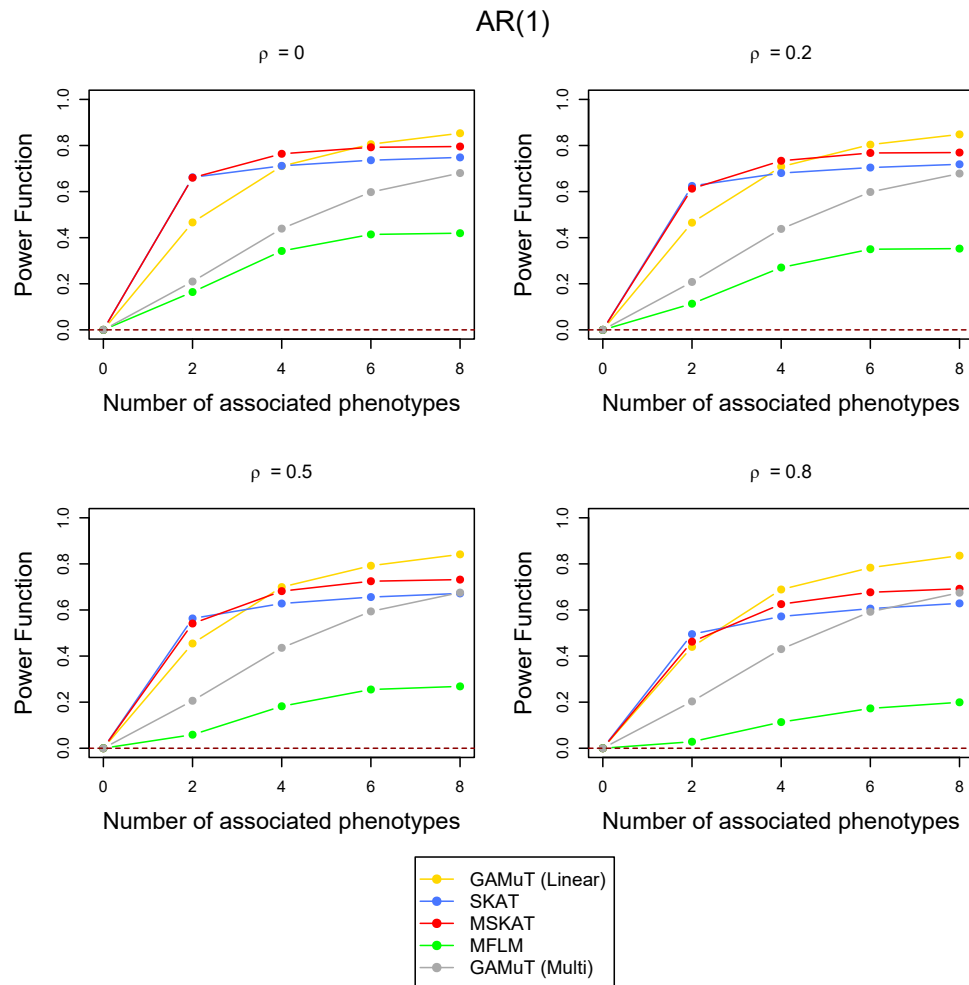 AR(1)
ρ = 0
Power Function
0.0 0.2 0.4 0.6 0.8 1.0
0 2 4 6 8
Number of associated phenotypes
ρ = 0.2
Power Function
0.0 0.2 0.4 0.6 0.8 1.0
0 2 4 6 8
Number of associated phenotypes
ρ = 0.5
Power Function
0.0 0.2 0.4 0.6 0.8 1.0
0 2 4 6 8
Number of associated phenotypes
ρ = 0.8
Power Function
0.0 0.2 0.4 0.6 0.8 1.0
0 2 4 6 8
Number of associated phenotypes
GAMuT (Linear)
SKAT
MSKAT
MFLM
GAMuT (Multi)